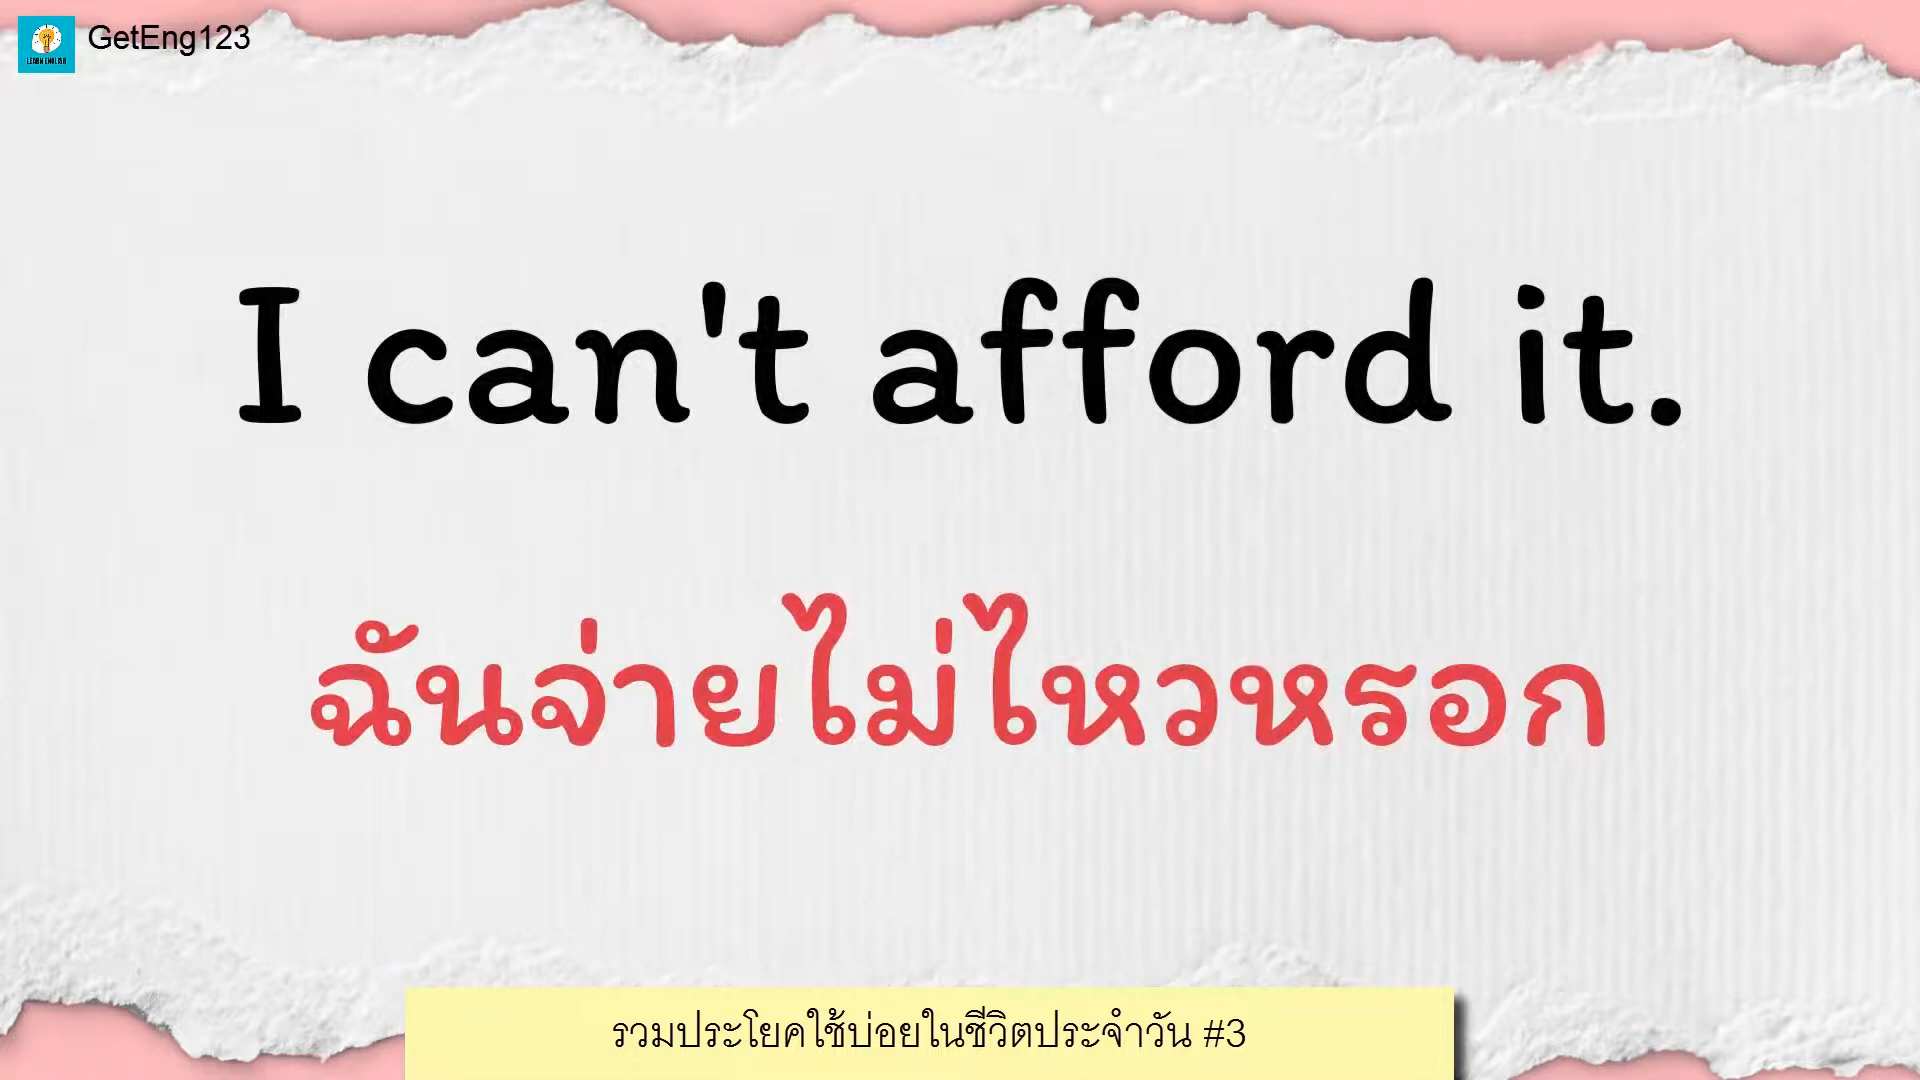 LEARN ENGLISH
GetEng123
I can't afford it.
ฉันจ่ายไม่ไหวหรอก
รวมประโยคใช้บ่อยในชีวิตประจำวัน #3